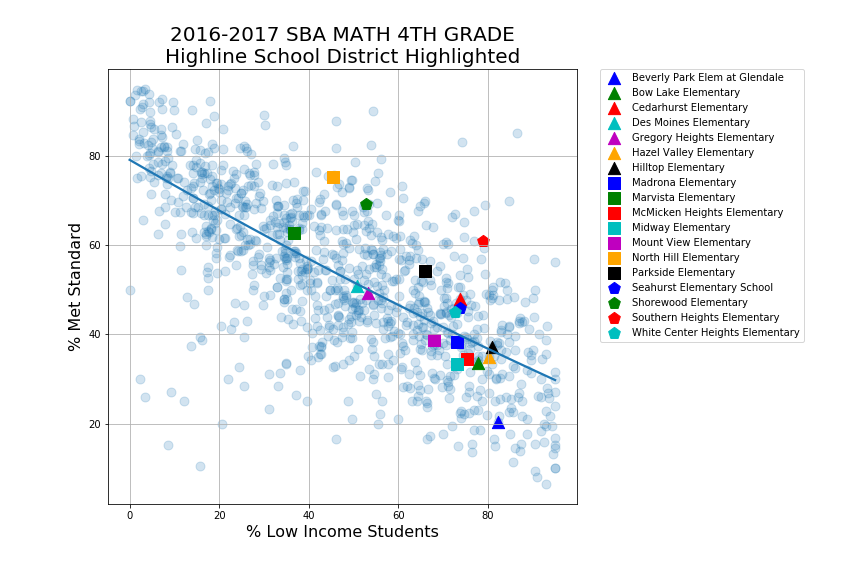 2016-2017 SBA MATH 4TH GRADE
Highline School District Highlighted
% Met Standard
80
60
40
20
0
20
40
60
80
% Low Income Students
Beverly Park Elem at Glendale
Bow Lake Elementary
Cedarhurst Elementary
Des Moines Elementary
Gregory Heights Elementary
Hazel Valley Elementary
Hilltop Elementary
Madrona Elementary
Marvista Elementary
McMicken Heights Elementary
Midway Elementary
Mount View Elementary
North Hill Elementary
Parkside Elementary
Seahurst Elementary School
Shorewood Elementary
Southern Heights Elementary
White Center Heights Elementary